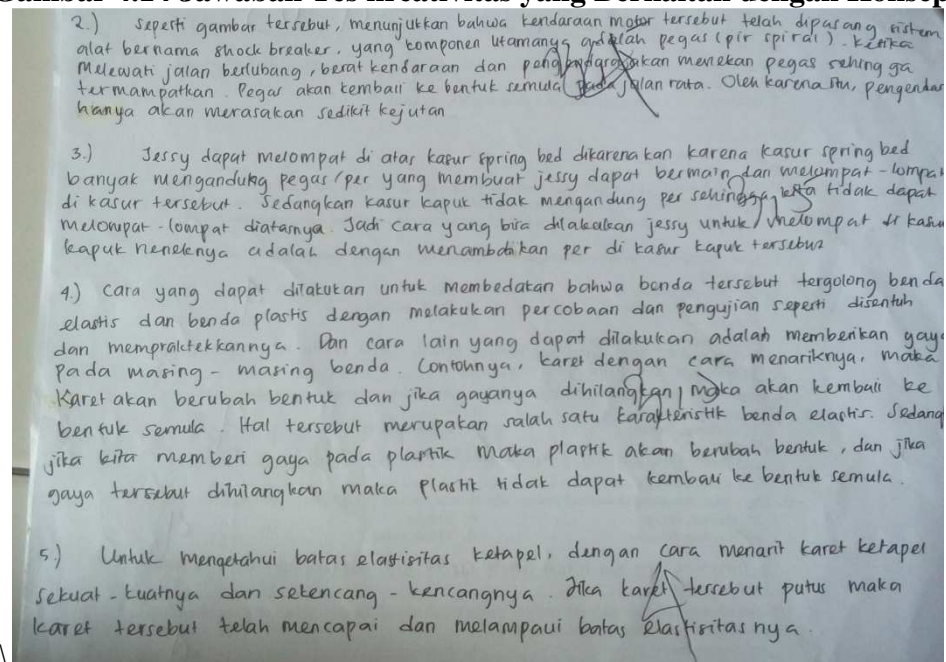 Gambar 4.14 Jawaban Tes Kreativitas yang Berkaitan dengan Konsep
2.) Seperti gambar tersebut, menunjukkan bahwa kendaraan motor tersebut telah dipasang sistem
alat bernama shock breaker, yang komponen utamanya adalah pegas (pir spiral). Ketika
Melewati jalan berlubang, berat kendaraan dan akan menekan pegas sehingga
termampatkan. Pegas akan kembali ke bentuk semula pada jalan rata. Oleh karena itu, pengendar
hanya akan merasakan sedikit kejutan
3.) Jessy dapat melompat di atas kasur spring bed dikarenakan karena kasur spring bed
banyak mengandung pegas/per yang membuat jessy dapat bermain dan melompat-lompat
di kasur tersebut. Sedangkan kasur kapuk tidak mengandung per sehingga kita tidak dapat
melompat-lompat diatasnya. Jadi cara yang bisa dilakukan jessy untuk melompat di kasur
kapuk neneknya adalah dengan menambahkan per di kasur kapuk tersebut
4.) Cara yang dapat dilakukan untuk membedakan bahwa benda tersebut tergolong benda
elastis dan benda plastis dengan melakukan percobaan dan pengujian seperti disentuh
dan mempraktekkannya. Dan cara lain yang dapat dilakukan adalah memberikan gaya
pada masing-masing benda. Contohnya, karet dengan cara menariknya, maka
Karet akan berubah bentuk dan jika gayanya dihilangkan, maka akan kembali ke
bentuk semula. Hal tersebut merupakan salah satu karakteristik benda elastis. Sedang
jika kita memberi gaya pada plastik maka plastik akan berubah bentuk, dan jika
gaya tersebut dihilangkan maka plastik tidak dapat kembali ke bentuk semula.
5.) Untuk mengetahui batas elastisitas ketapel, dengan cara menarik karet ketapel
sekuat-kuatnya dan sekencang-kencangnya. Jika karet tersebut putus maka
karet tersebut telah mencapai dan melampaui batas elastisitasnya.
\